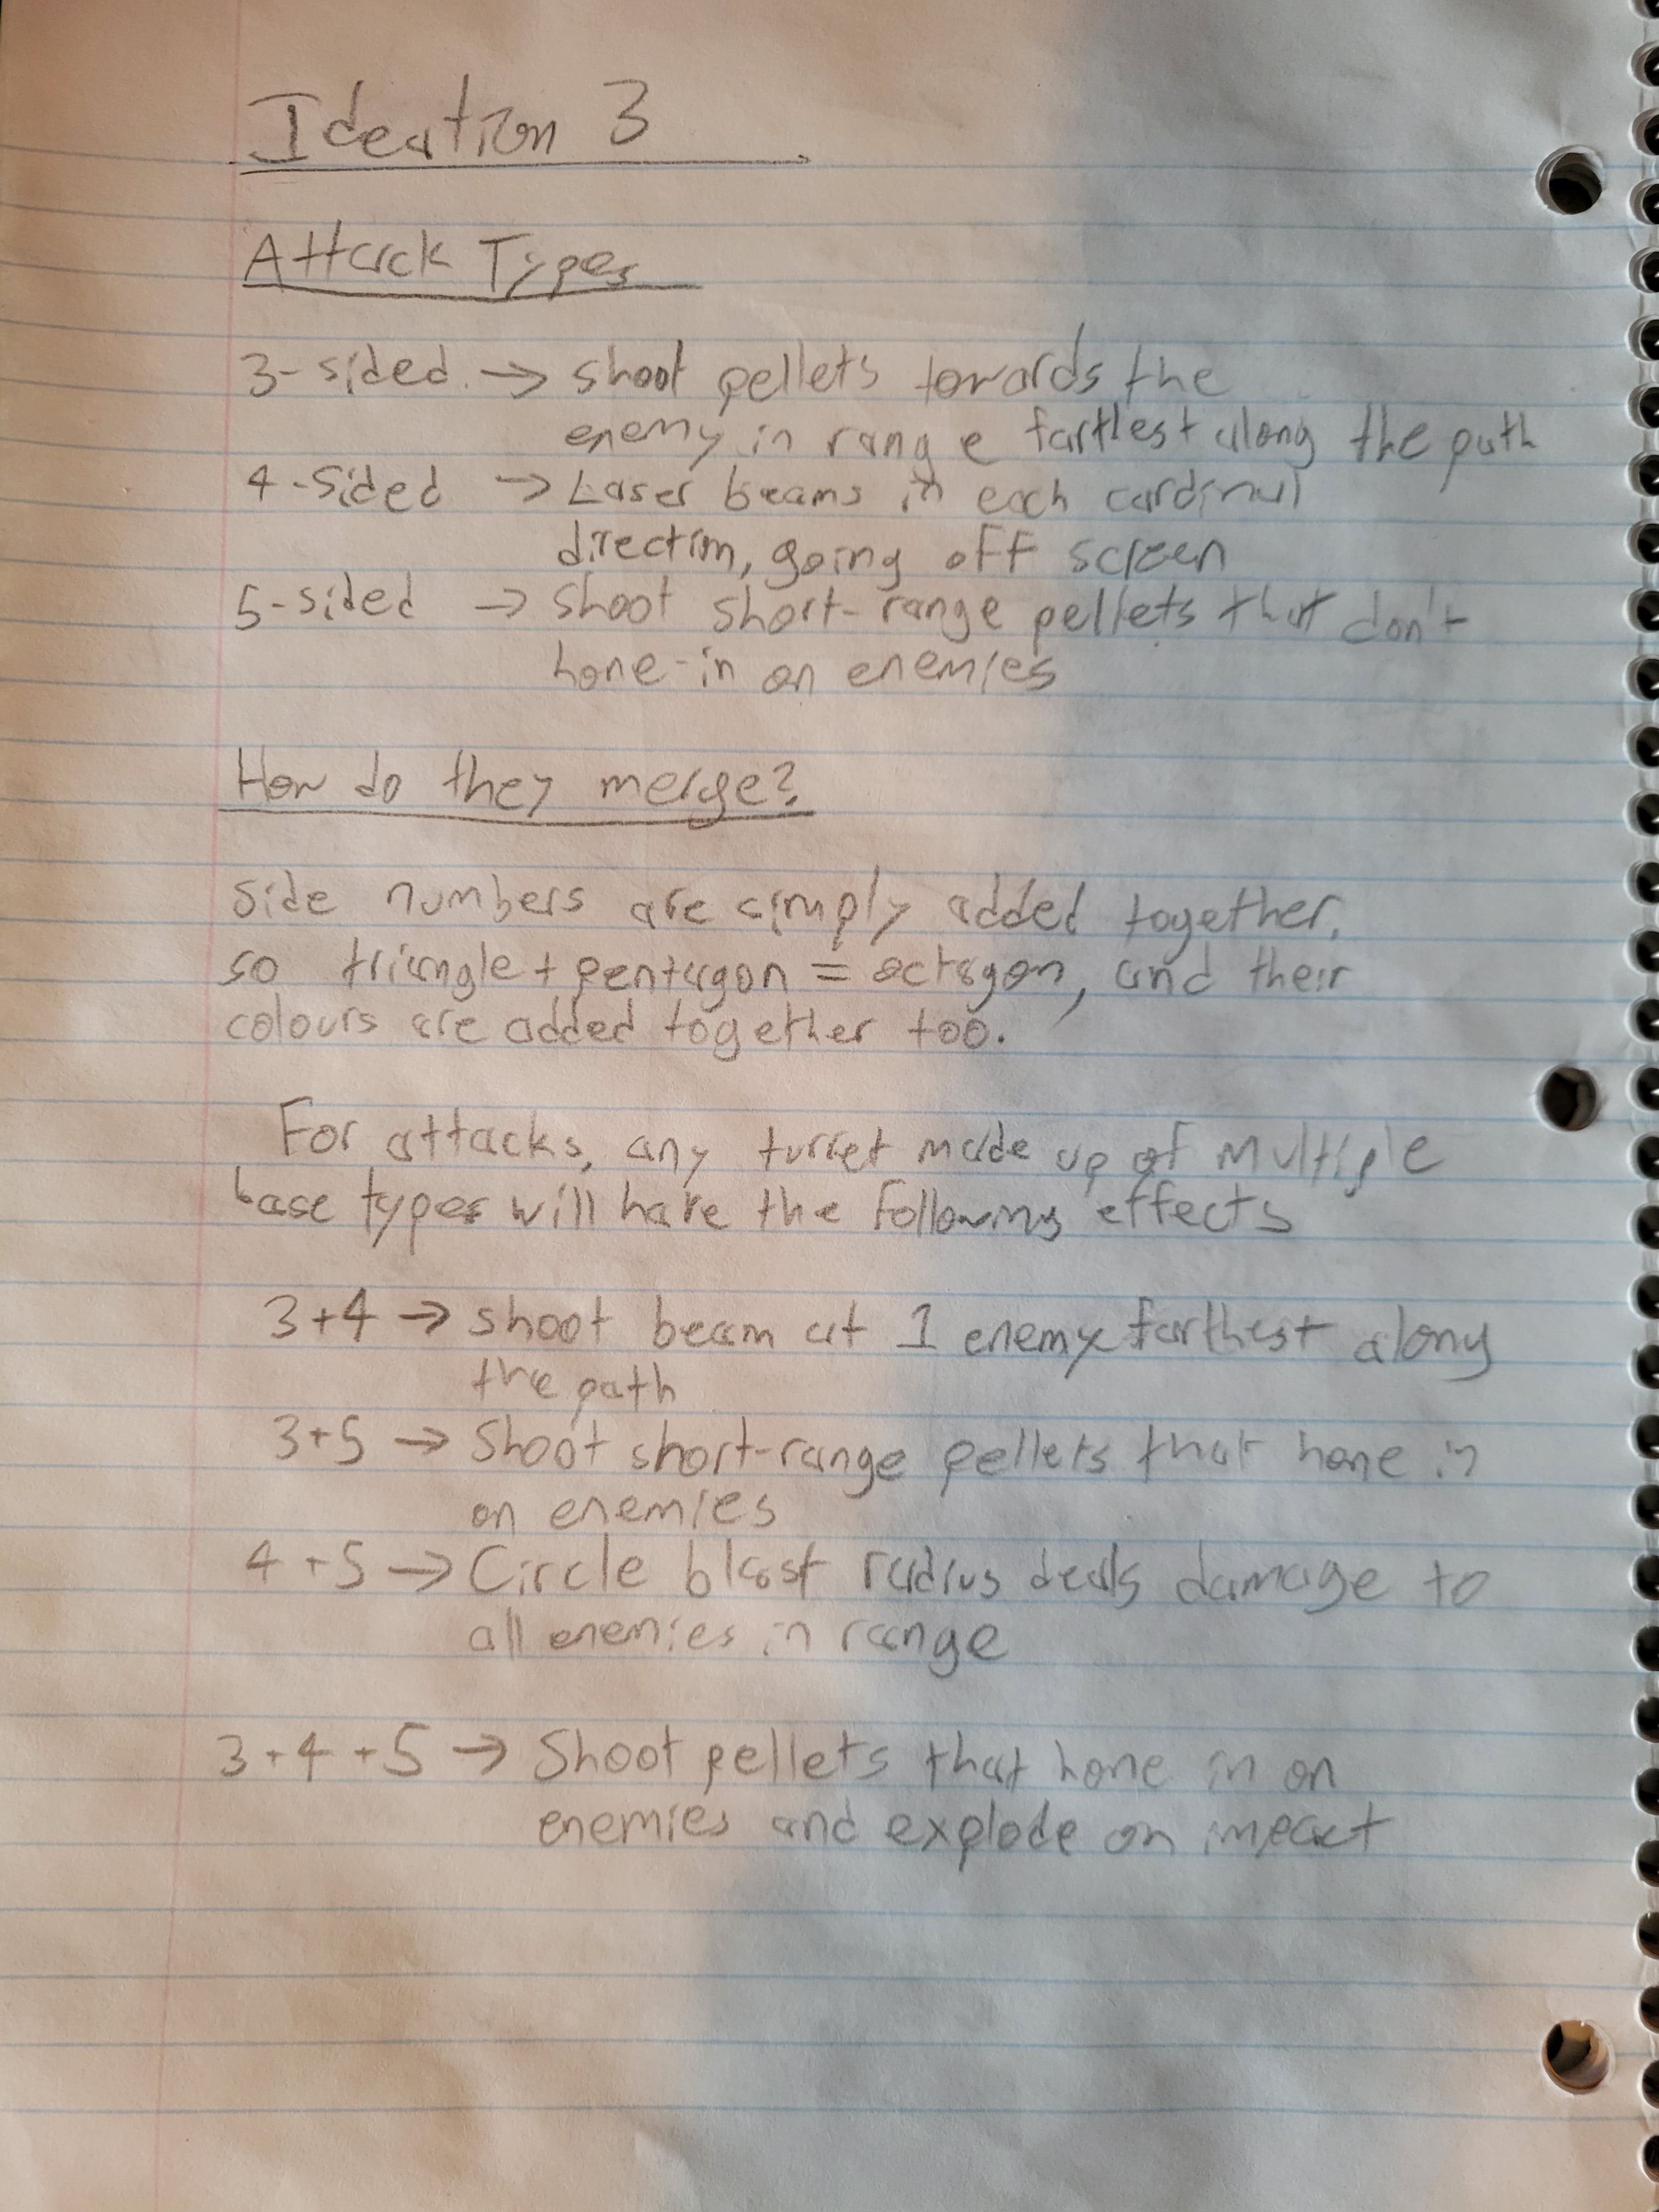 Ideation 3
Attack Types
3-sided → shoot pellets towards the
enemy in range farthest along the path
4-sided → Laser beams in each cardinal
direction, going off screen
5-sided → shoot short-range pellets that don't
hone-in on enemies
How do they merge?
Side numbers are simply added together,
so triangle + pentagon = octagon, and their
colours are added together too.
For attacks, any turret made up of multiple
base types will have the following effects
3+4 → shoot beam at 1 enemy farthest along
the path
3+5 → Shoot short-range pellets that hone in
on enemies
4+5 → Circle blast radius deals damage to
all enemies in range
3+4+5 → Shoot pellets that hone in on
enemies and explode on impact